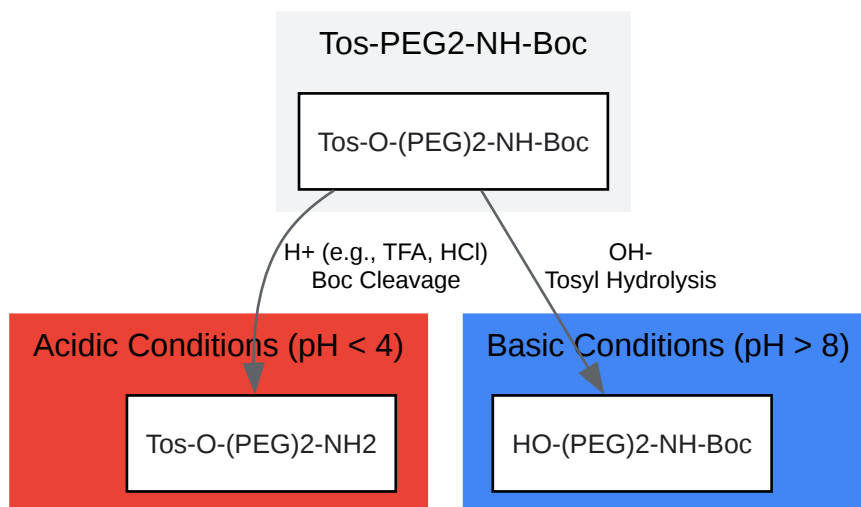 Tos-PEG2-NH-Boc
Tos-O-(PEG)2-NH-Boc
H+ (e.g., TFA, HCl)
Boc Cleavage
OH-
Tosyl Hydrolysis
Acidic Conditions (pH < 4)
Basic Conditions (pH > 8)
Tos-O-(PEG)2-NH2
HO-(PEG)2-NH-Boc